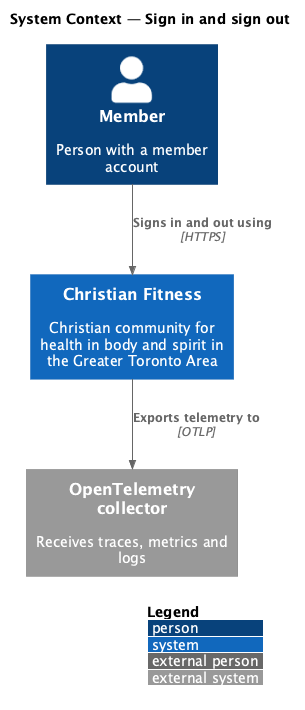 System Context — Sign in and sign out
Member
Person with a member
account
Signs in and out using
[HTTPS]
Christian Fitness
Christian community for
health in body and spirit in
the Greater Toronto Area
Exports telemetry to
[OTLP]
OpenTelemetry
collector
Receives traces, metrics and
logs
Legend
person
system
external person
external system